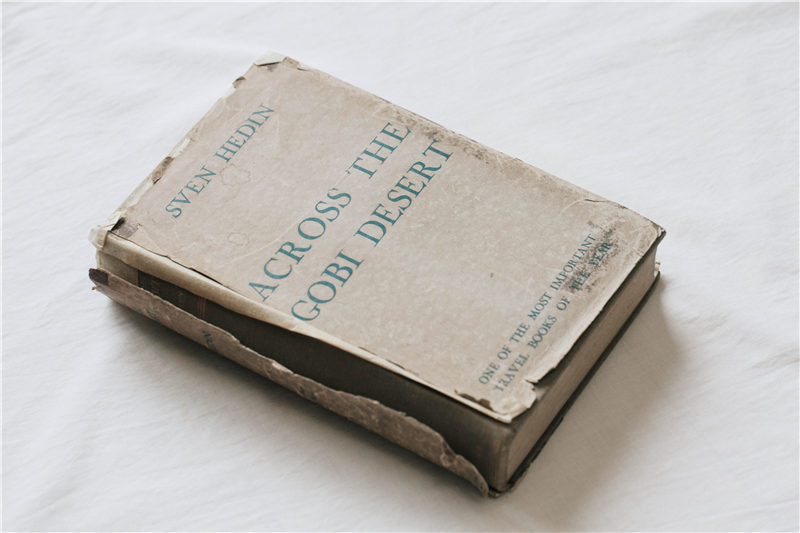 SVEN HEDIN
ACROSS THE
GOBI DESERT
ONE OF THE MOST IMPORTANT
TRAVEL BOOKS OF THE YEAR